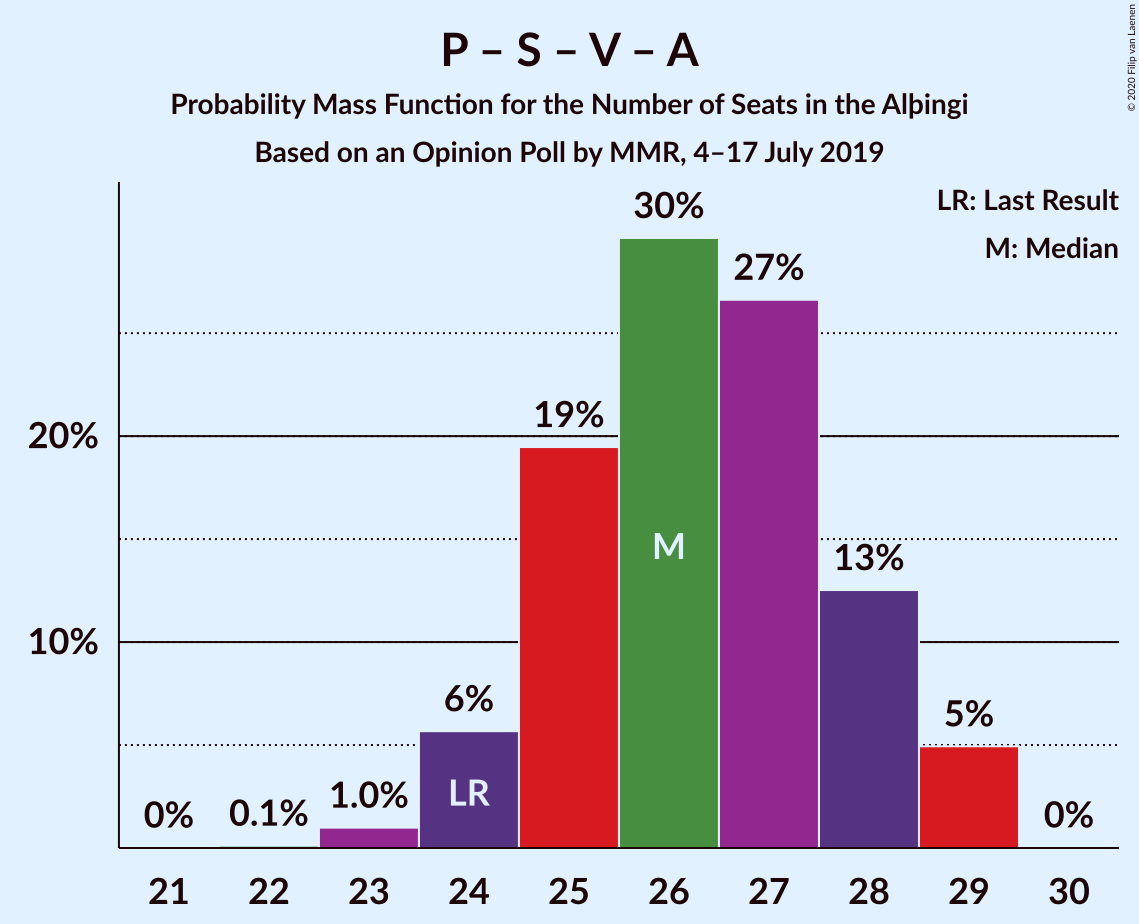 P – S – V – A
Probability Mass Function for the Number of Seats in the Alþingi
Based on an Opinion Poll by MMR, 4–17 July 2019
© 2020 Filip van Laenen
LR: Last Result
M: Median
30%
27%
19%
20%
M
13%
10%
6%
5%
LR
1.0%
0%
0.1%
0%
21 22 23 24 25 26 27 28 29 30